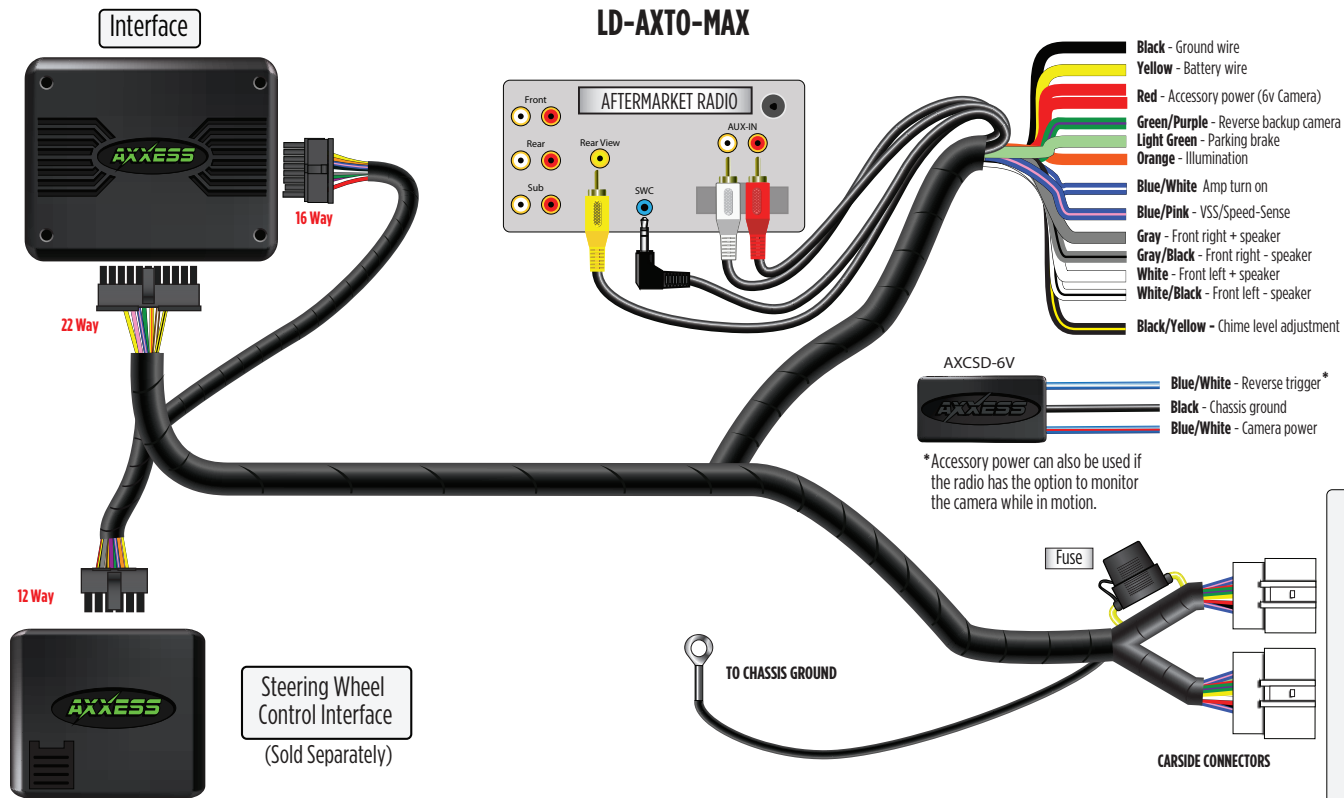 LD-AXTO-MAX
Interface
AXXESS
16 Way
22 Way
12 Way
AXXESS
Steering Wheel
Control Interface
(Sold Separately)
AFTERMARKET RADIO
Front
Rear
Sub
Rear View
SWC
AUX-IN
Black - Ground wire
Yellow - Battery wire
Red - Accessory power (6v Camera)
Green/Purple - Reverse backup camera
Light Green - Parking brake
Orange - Illumination
Blue/White Amp turn on
Blue/Pink - VSS/Speed-Sense
Gray - Front right + speaker
Gray/Black - Front right - speaker
White - Front left + speaker
White/Black - Front left - speaker
Black/Yellow - Chime level adjustment
AXCSD-6V
AXXESS
Blue/White - Reverse trigger*
Black - Chassis ground
Blue/White - Camera power
*Accessory power can also be used if
the radio has the option to monitor
the camera while in motion.
Fuse
TO CHASSIS GROUND
CARSIDE CONNECTORS